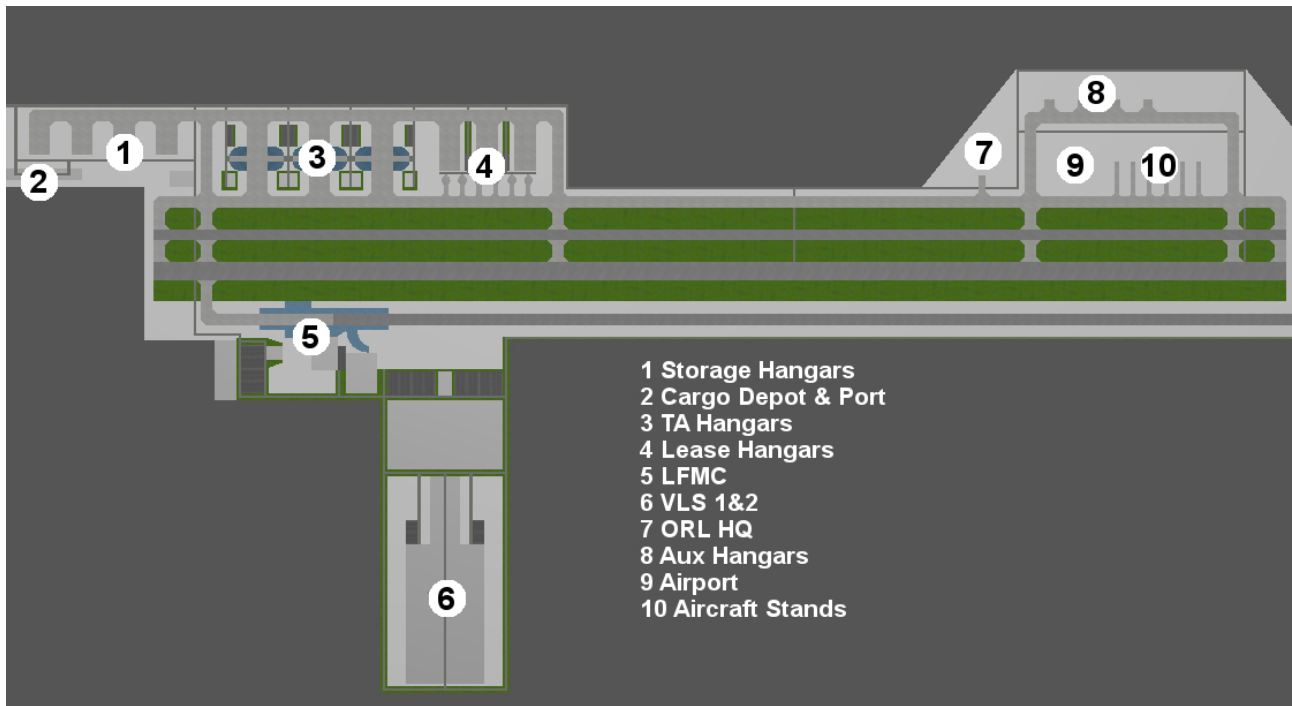 8
1
3
4
7
9
10
2
5
6
1 Storage Hangars
2 Cargo Depot & Port
3 TA Hangars
4 Lease Hangars
5 LFMC
6 VLS 1&2
7 ORL HQ
8 Aux Hangars
9 Airport
10 Aircraft Stands